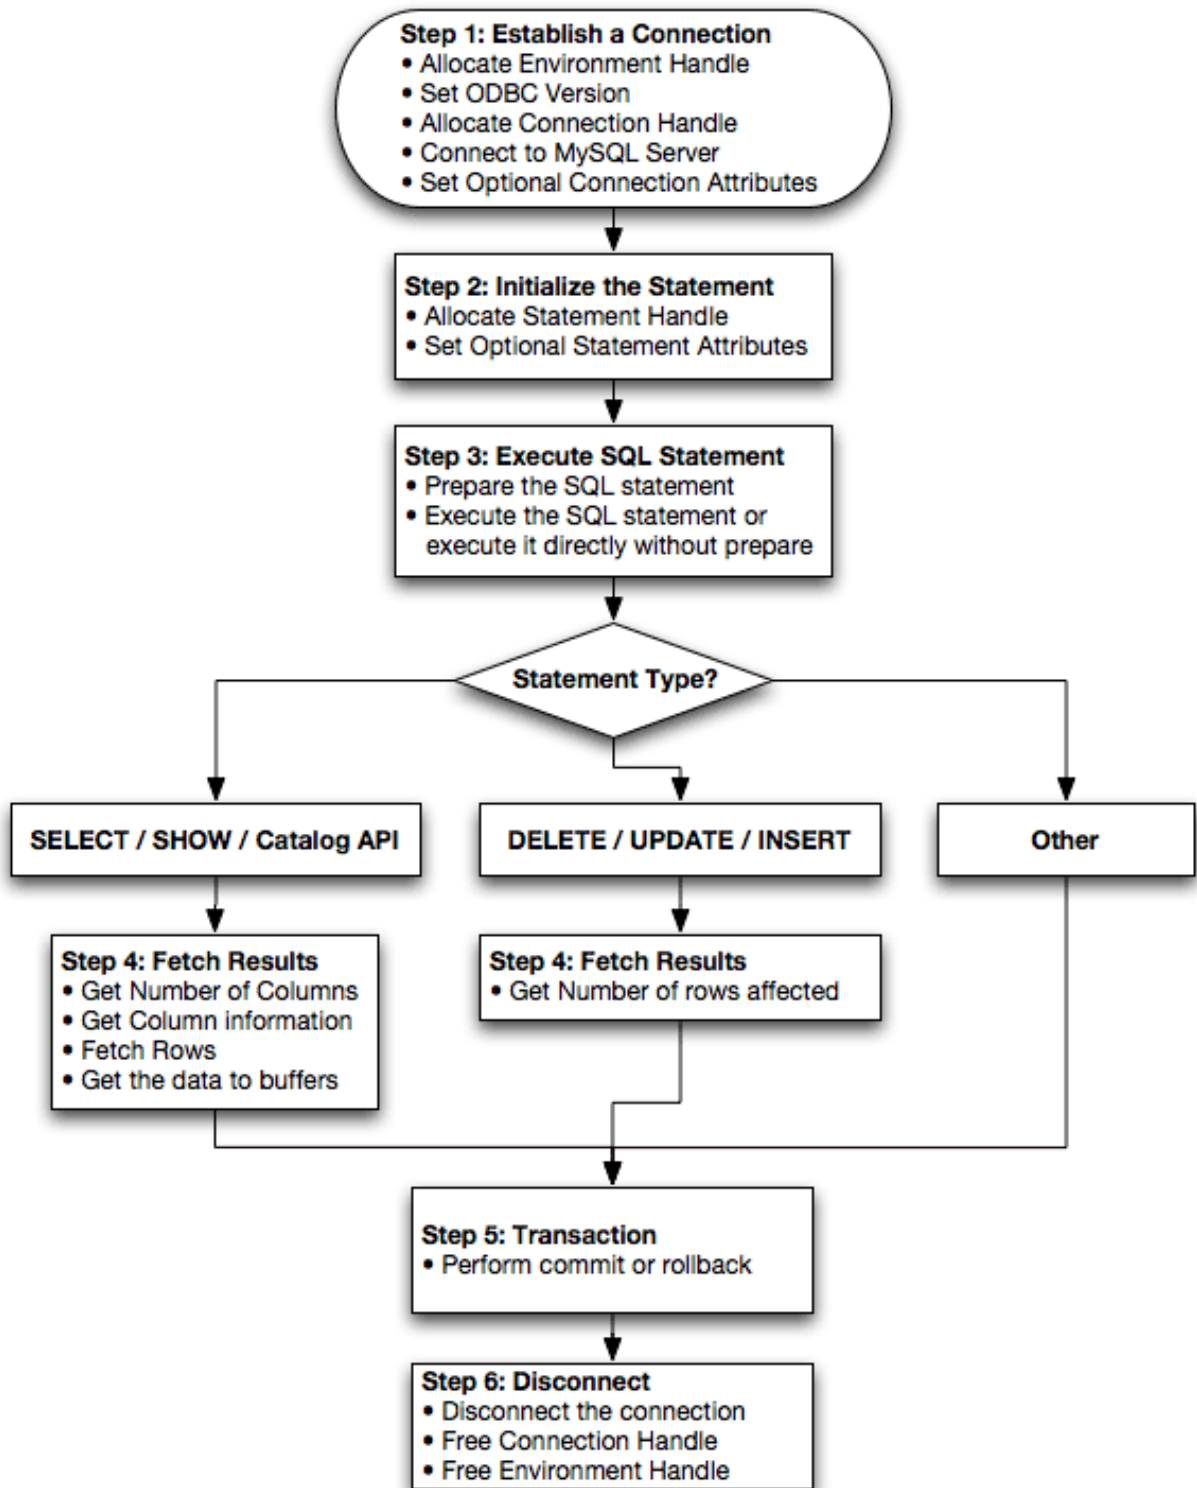 Step 1: Establish a Connection
• Allocate Environment Handle
• Set ODBC Version
• Allocate Connection Handle
• Connect to MySQL Server
• Set Optional Connection Attributes
Step 2: Initialize the Statement
• Allocate Statement Handle
• Set Optional Statement Attributes
Step 3: Execute SQL Statement
• Prepare the SQL statement
• Execute the SQL statement or
execute it directly without prepare
Statement Type?
SELECT / SHOW / Catalog API
DELETE / UPDATE / INSERT
Other
Step 4: Fetch Results
• Get Number of Columns
• Get Column information
• Fetch Rows
• Get the data to buffers
Step 4: Fetch Results
• Get Number of rows affected
Step 5: Transaction
• Perform commit or rollback
Step 6: Disconnect
• Disconnect the connection
• Free Connection Handle
• Free Environment Handle